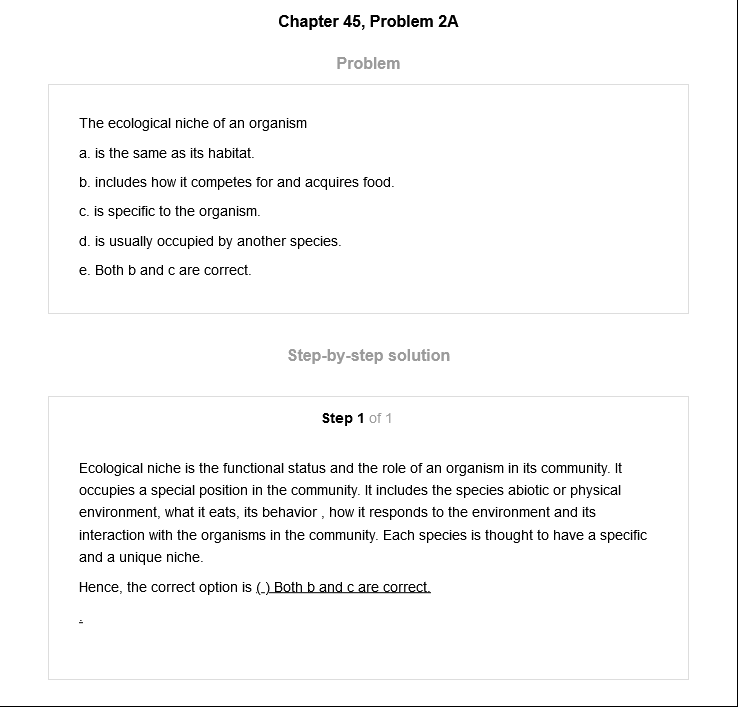 Chapter 45, Problem 2A
Problem
The ecological niche of an organism
a. is the same as its habitat.
b. includes how it competes for and acquires food.
c. is specific to the organism.
d. is usually occupied by another species.
e. Both b and c are correct.
Step-by-step solution
Step 1 of 1
Ecological niche is the functional status and the role of an organism in its community. It
occupies a special position in the community. It includes the species abiotic or physical
environment, what it eats, its behavior , how it responds to the environment and its
interaction with the organisms in the community. Each species is thought to have a specific
and a unique niche.
Hence, the correct option is ( ) Both b and c are correct.
.